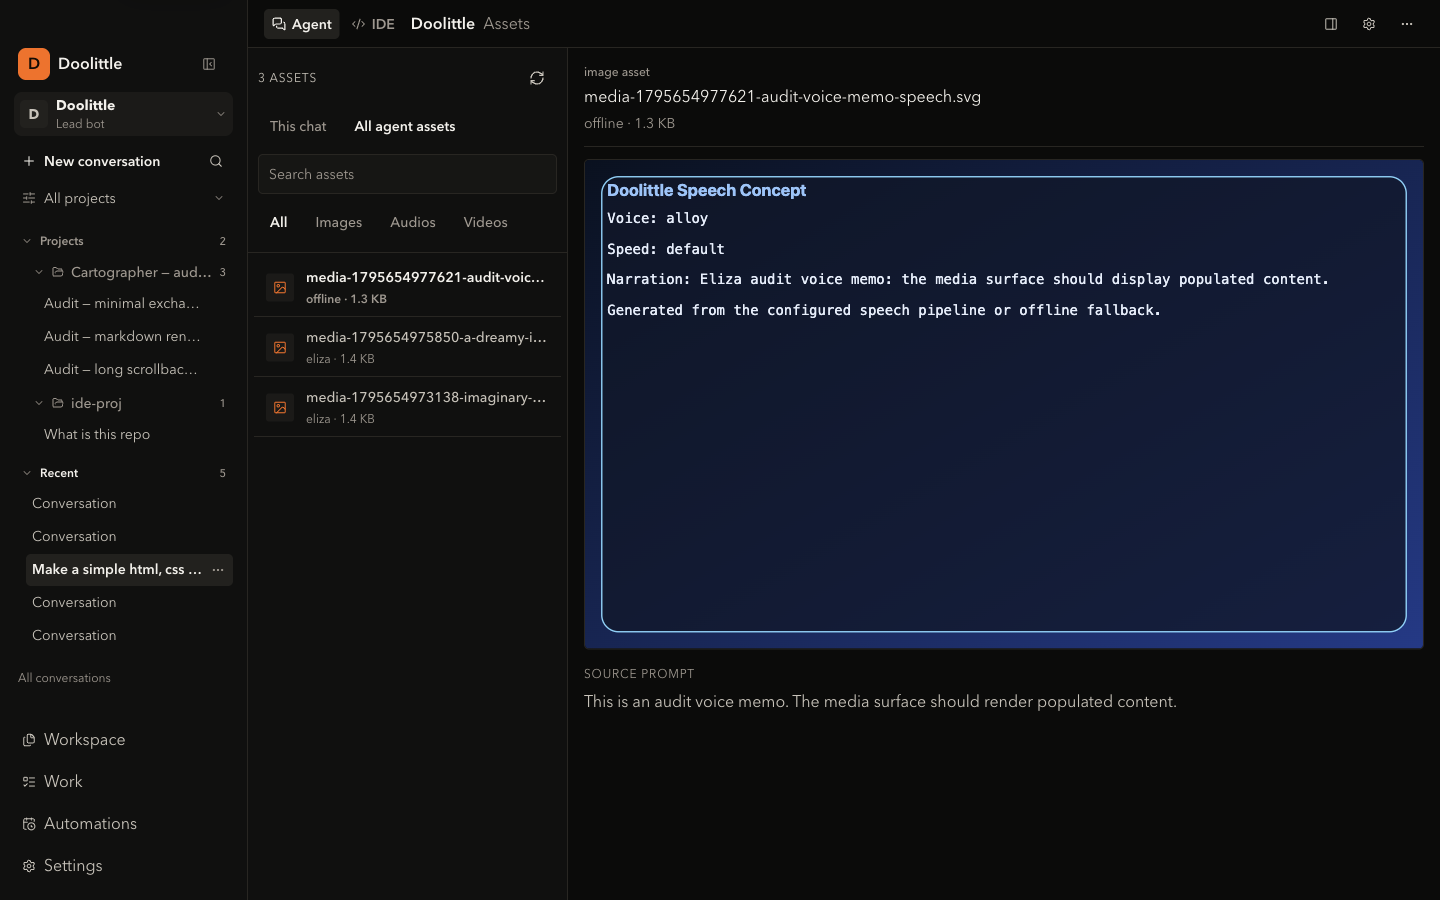 Agent
IDE
Doolittle Assets
D
Doolittle
D
Doolittle
Lead bot
New conversation
All projects
Projects 2
Cartographer – aud... 3
Audit – minimal excha...
Audit – markdown ren...
Audit – long scrollbac...
ide-proj 1
What is this repo
Recent 5
Conversation
Conversation
Make a simple html, css ...
Conversation
Conversation
All conversations
Workspace
Work
Automations
Settings
3 ASSETS
This chat All agent assets
Search assets
All Images Audios Videos
media-1795654977621-audit-voic...
offline · 1.3 KB
media-1795654975850-a-dreamy-i...
eliza · 1.4 KB
media-1795654973138-imaginary-...
eliza · 1.4 KB
image asset
media-1795654977621-audit-voice-memo-speech.svg
offline · 1.3 KB
Doolittle Speech Concept
Voice: alloy
Speed: default
Narration: Eliza audit voice memo: the media surface should display populated content.
Generated from the configured speech pipeline or offline fallback.
SOURCE PROMPT
This is an audit voice memo. The media surface should render populated content.